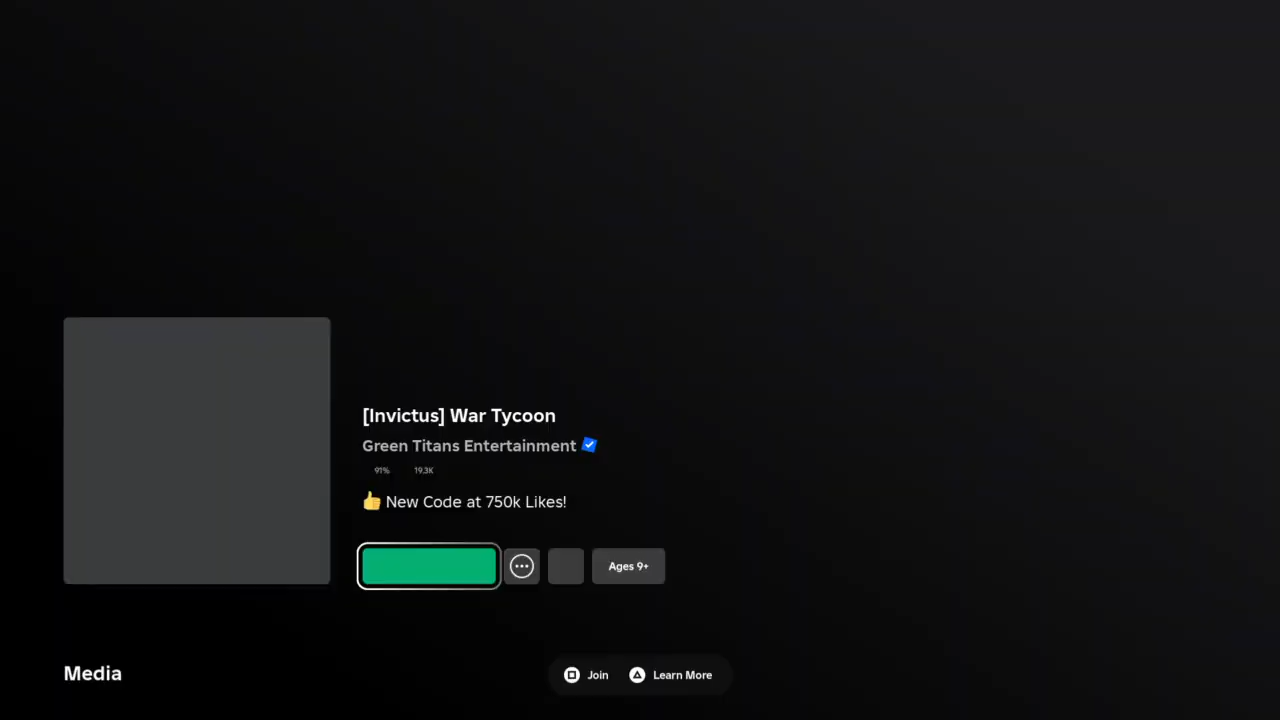 [Invictus] War Tycoon
Green Titans Entertainment
91% 19.3K
👍 New Code at 750k Likes!
Ages 9+
Media
Join Learn More